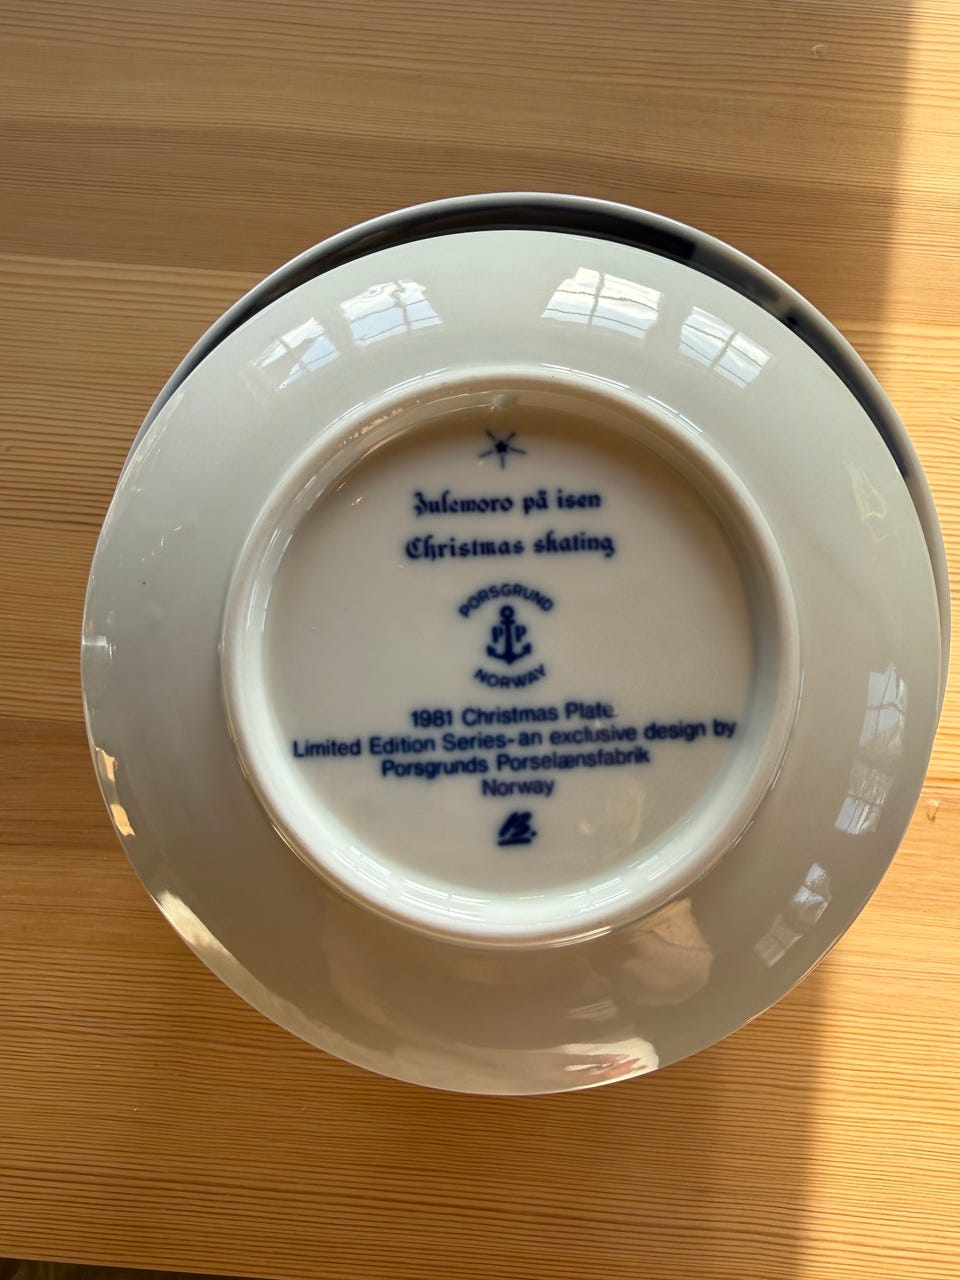 Julemoro på isen
Christmas skating
PORSGRUND
P P
NORWAY
1981 Christmas Plate.
Limited Edition Series-an exclusive design by
Porsgrunds Porselænsfabrik
Norway